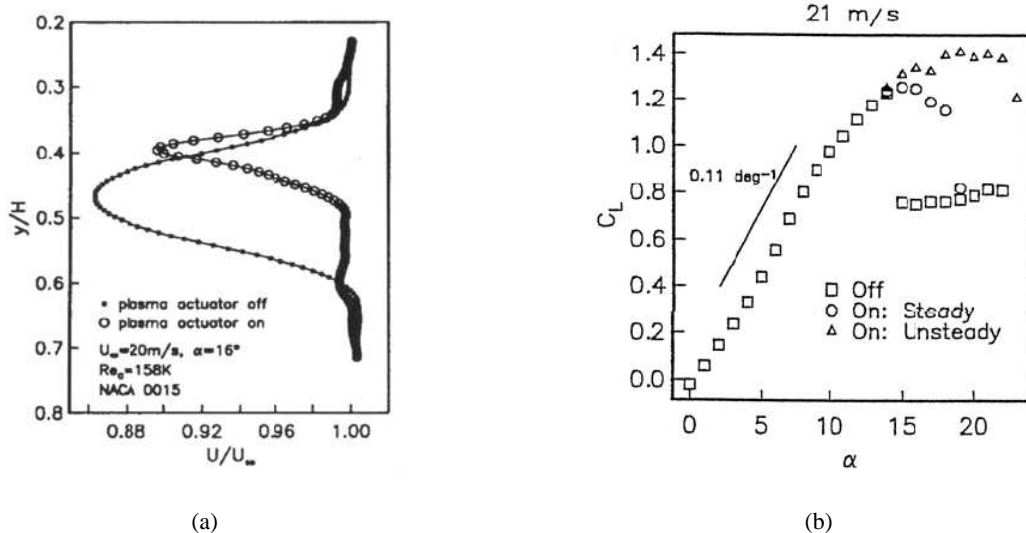 0.2
0.3
0.4
0.5
0.6
0.7
0.8
y/H
• plasma actuator off
○ plasma actuator on
U∞=20m/s, α=16°
Re_c=158K
NACA 0015
0.88 0.92 0.96 1.00
U/U∞
(a)
21 m/s
1.4
1.2
1.0
0.8
0.6
0.4
0.2
0.0
C_L
0.11 deg⁻¹
□ Off
○ On: Steady
△ On: Unsteady
0 5 10 15 20
α
(b)